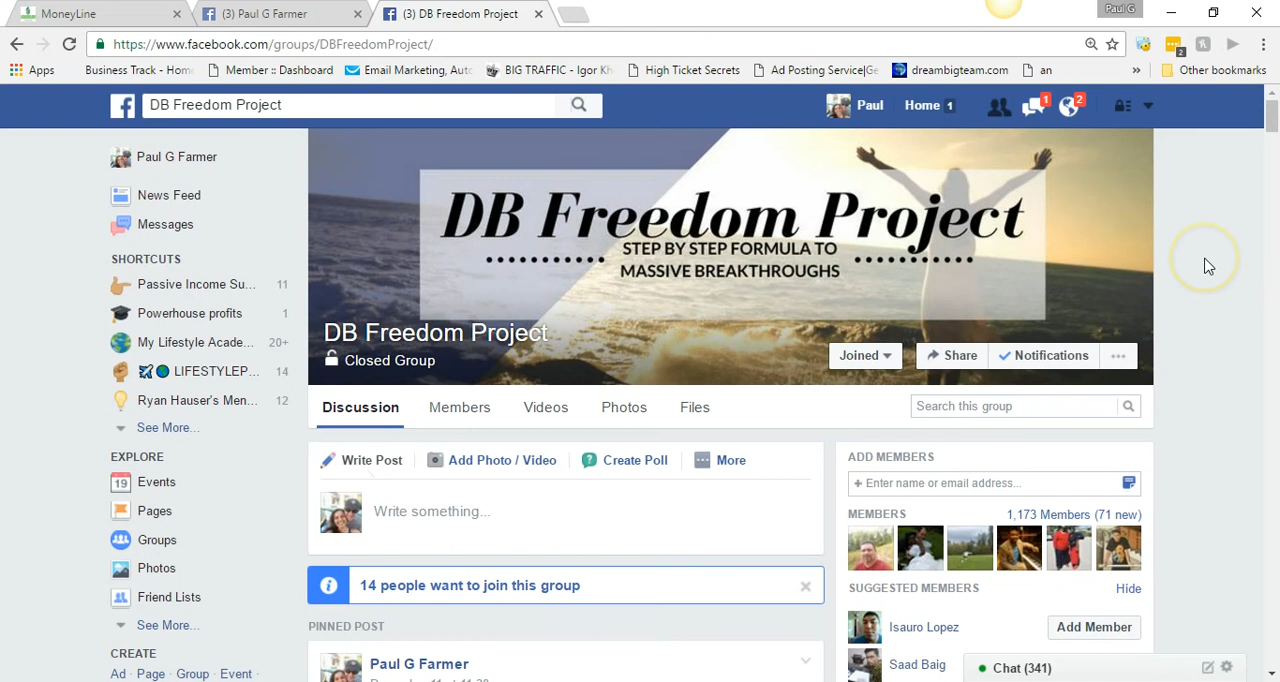 MoneyLine
(3) Paul G Farmer
(3) DB Freedom Project
Paul G
https://www.facebook.com/groups/DBFreedomProject/
2
Apps
Business Track - Hom
Member :: Dashboard
Email Marketing, Aut
BIG TRAFFIC - Igor Kh
High Ticket Secrets
Ad Posting Service|Ge
dreambigteam.com
an
»
Other bookmarks
DB Freedom Project
Paul
Home 1
1
2
Paul G Farmer
News Feed
Messages
SHORTCUTS
Passive Income Su... 11
Powerhouse profits 1
My Lifestyle Acade... 20+
LIFESTYLEP... 14
Ryan Hauser's Men... 12
See More...
EXPLORE
19 Events
Pages
Groups
Photos
Friend Lists
See More...
CREATE
Ad · Page · Group · Event ·
DB Freedom Project
STEP BY STEP FORMULA TO
MASSIVE BREAKTHROUGHS
DB Freedom Project
Closed Group
Joined
Share
Notifications
Discussion
Members
Videos
Photos
Files
Search this group
Write Post
Add Photo / Video
Create Poll
More
Write something...
14 people want to join this group
PINNED POST
Paul G Farmer
ADD MEMBERS
+ Enter name or email address...
MEMBERS
1,173 Members (71 new)
SUGGESTED MEMBERS
Hide
Isauro Lopez
Add Member
Saad Baig
Chat (341)